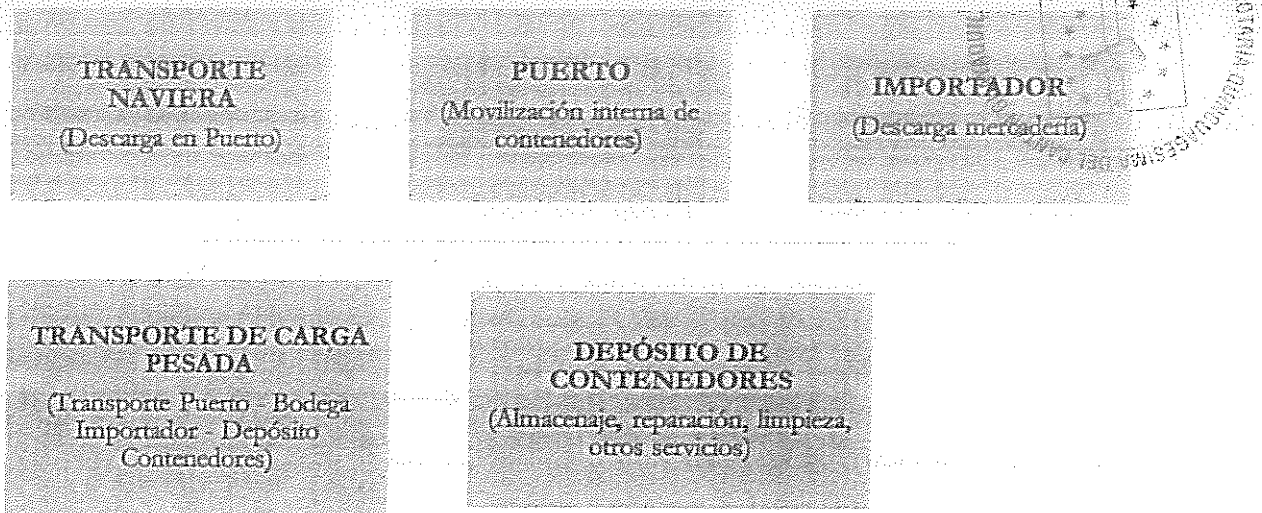 TRANSPORTE
NAVIERA
(Descarga en Puerto)
PUERTO
(Movilización interna de
contenedores)
IMPORTADOR
(Descarga mercadería)
TRANSPORTE DE CARGA
PESADA
(Transporte Puerto - Bodega
Importador - Depósito
Contenedores)
DEPÓSITO DE
CONTENEDORES
(Almacenaje, reparación, limpieza,
otros servicios)